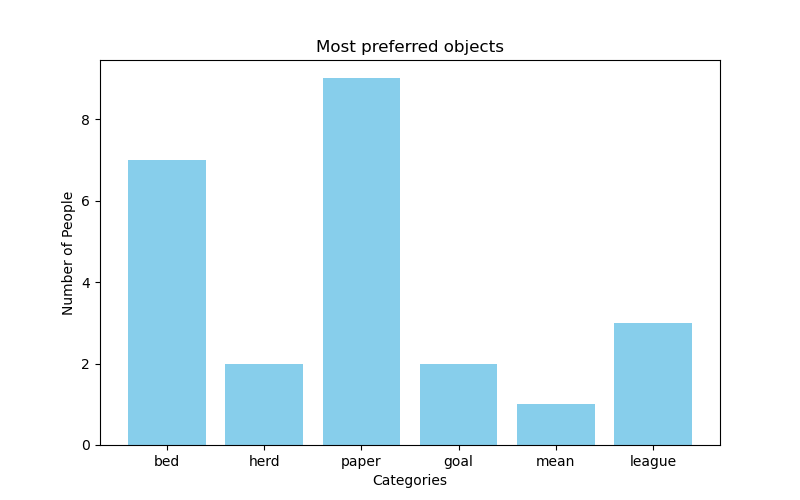 Most preferred objects
Number of People
8
6
4
2
0
bed herd paper goal mean league
Categories